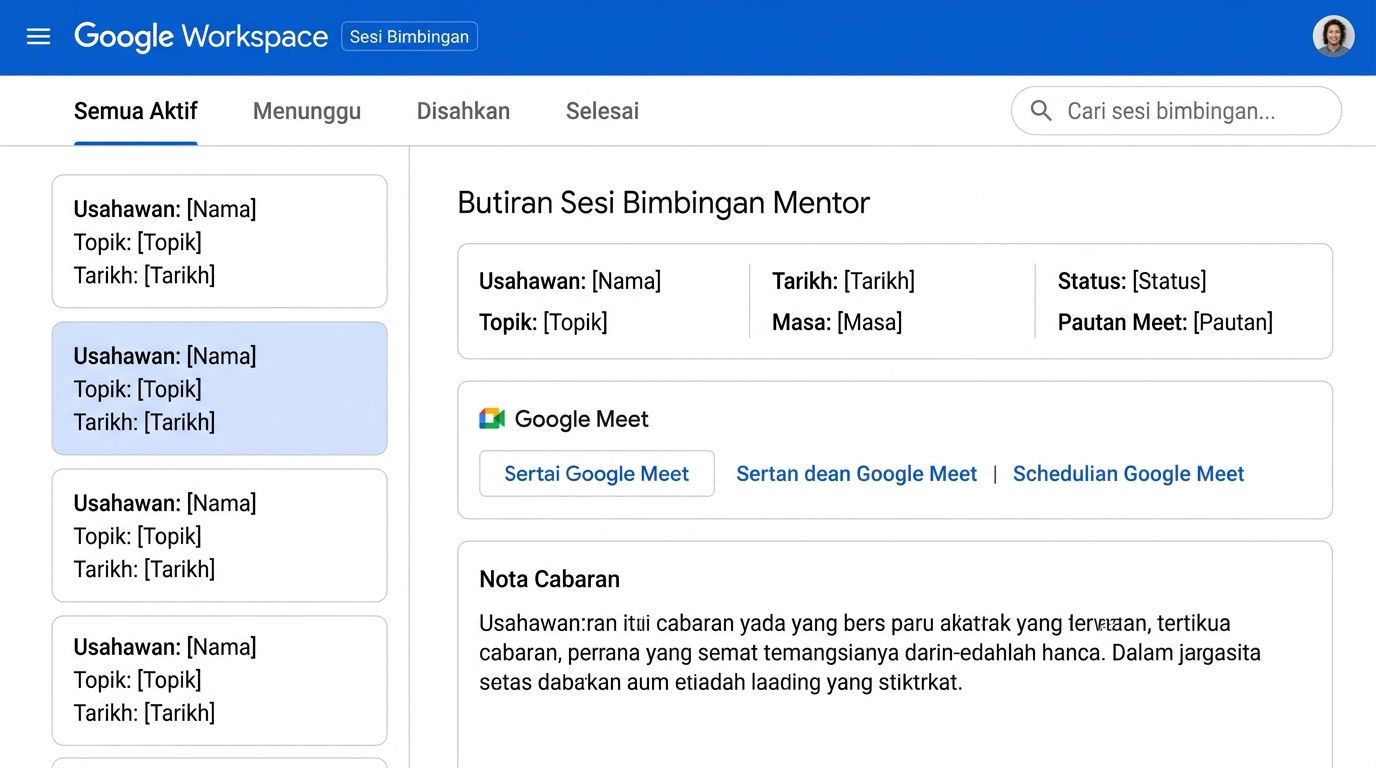 Google Workspace
Sesi Bimbingan
Semua Aktif
Menunggu
Disahkan
Selesai
Cari sesi bimbingan...
Usahawan: [Nama]
Topik: [Topik]
Tarikh: [Tarikh]
Usahawan: [Nama]
Topik: [Topik]
Tarikh: [Tarikh]
Usahawan: [Nama]
Topik: [Topik]
Tarikh: [Tarikh]
Usahawan: [Nama]
Topik: [Topik]
Tarikh: [Tarikh]
Butiran Sesi Bimbingan Mentor
Usahawan: [Nama]
Topik: [Topik]
Tarikh: [Tarikh]
Masa: [Masa]
Status: [Status]
Pautan Meet: [Pautan]
Google Meet
Sertai Google Meet
Sertan dean Google Meet | Schedulian Google Meet
Nota Cabaran
cabaran yada yang bers paru akatrak yang tertikua
cabaran, perrana yang semat temangsianya darin-edahlah hanca. Dalam jargasita
setas dabakan aum etiadah laading yang stiktrkat.